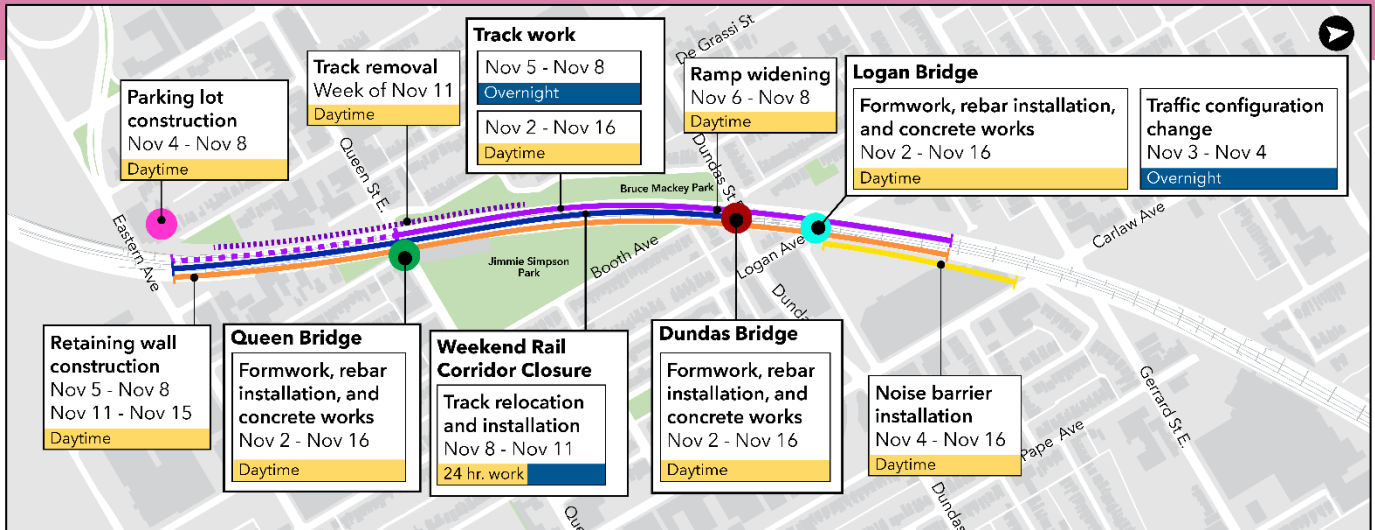 De Grassi St
Track work
Nov 5 - Nov 8
Overnight
Nov 2 - Nov 16
Daytime
Track removal
Week of Nov 11
Daytime
Parking lot
construction
Nov 4 - Nov 8
Daytime
Ramp widening
Nov 6 - Nov 8
Daytime
Logan Bridge
Formwork, rebar installation,
and concrete works
Nov 2 - Nov 16
Daytime
Traffic configuration
change
Nov 3 - Nov 4
Overnight
Queen St E.
Dundas St E.
Bruce Mackey Park
Eastern Ave
Jimmie Simpson
Park
Booth Ave
Logan Ave
Carlaw Ave
Dundas
Retaining wall
construction
Nov 5 - Nov 8
Nov 11 - Nov 15
Daytime
Queen Bridge
Formwork, rebar
installation, and
concrete works
Nov 2 - Nov 16
Daytime
Weekend Rail
Corridor Closure
Track relocation
and installation
Nov 8 - Nov 11
24 hr. work
Dundas Bridge
Formwork, rebar
installation, and
concrete works
Nov 2 - Nov 16
Daytime
Noise barrier
installation
Nov 4 - Nov 16
Daytime
Gerrard St E.
Pape Ave
Que
Dundas